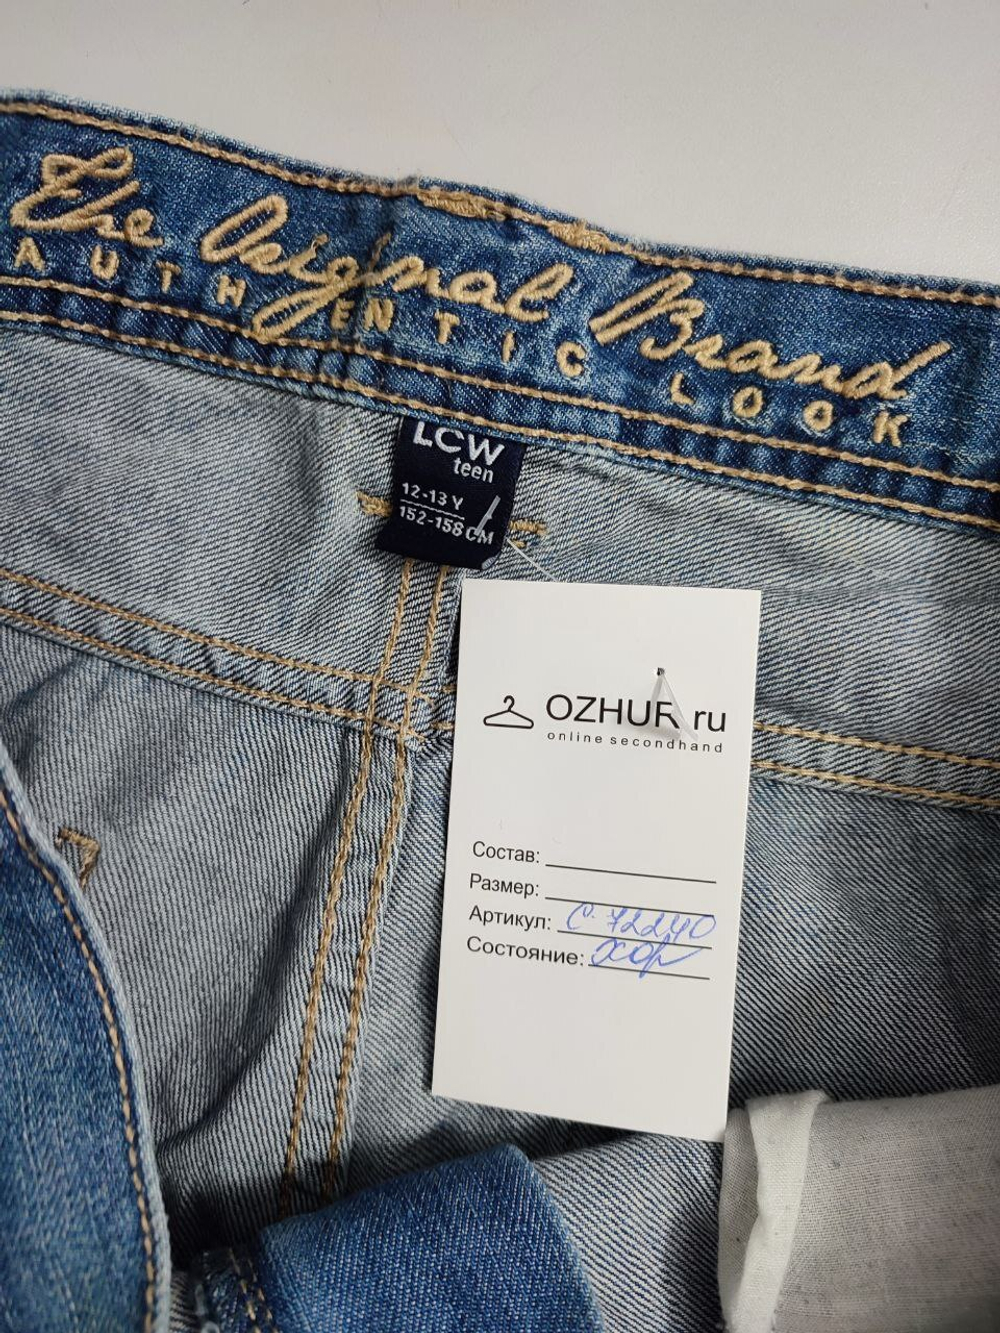 The Original Brand
AUTHENTIC LOOK
LCW
teen
12-13 Y
152-158 CM
OZHUR ru
online secondhand
Состав:
Размер:
Артикул: С. 72240
Состояние: хор